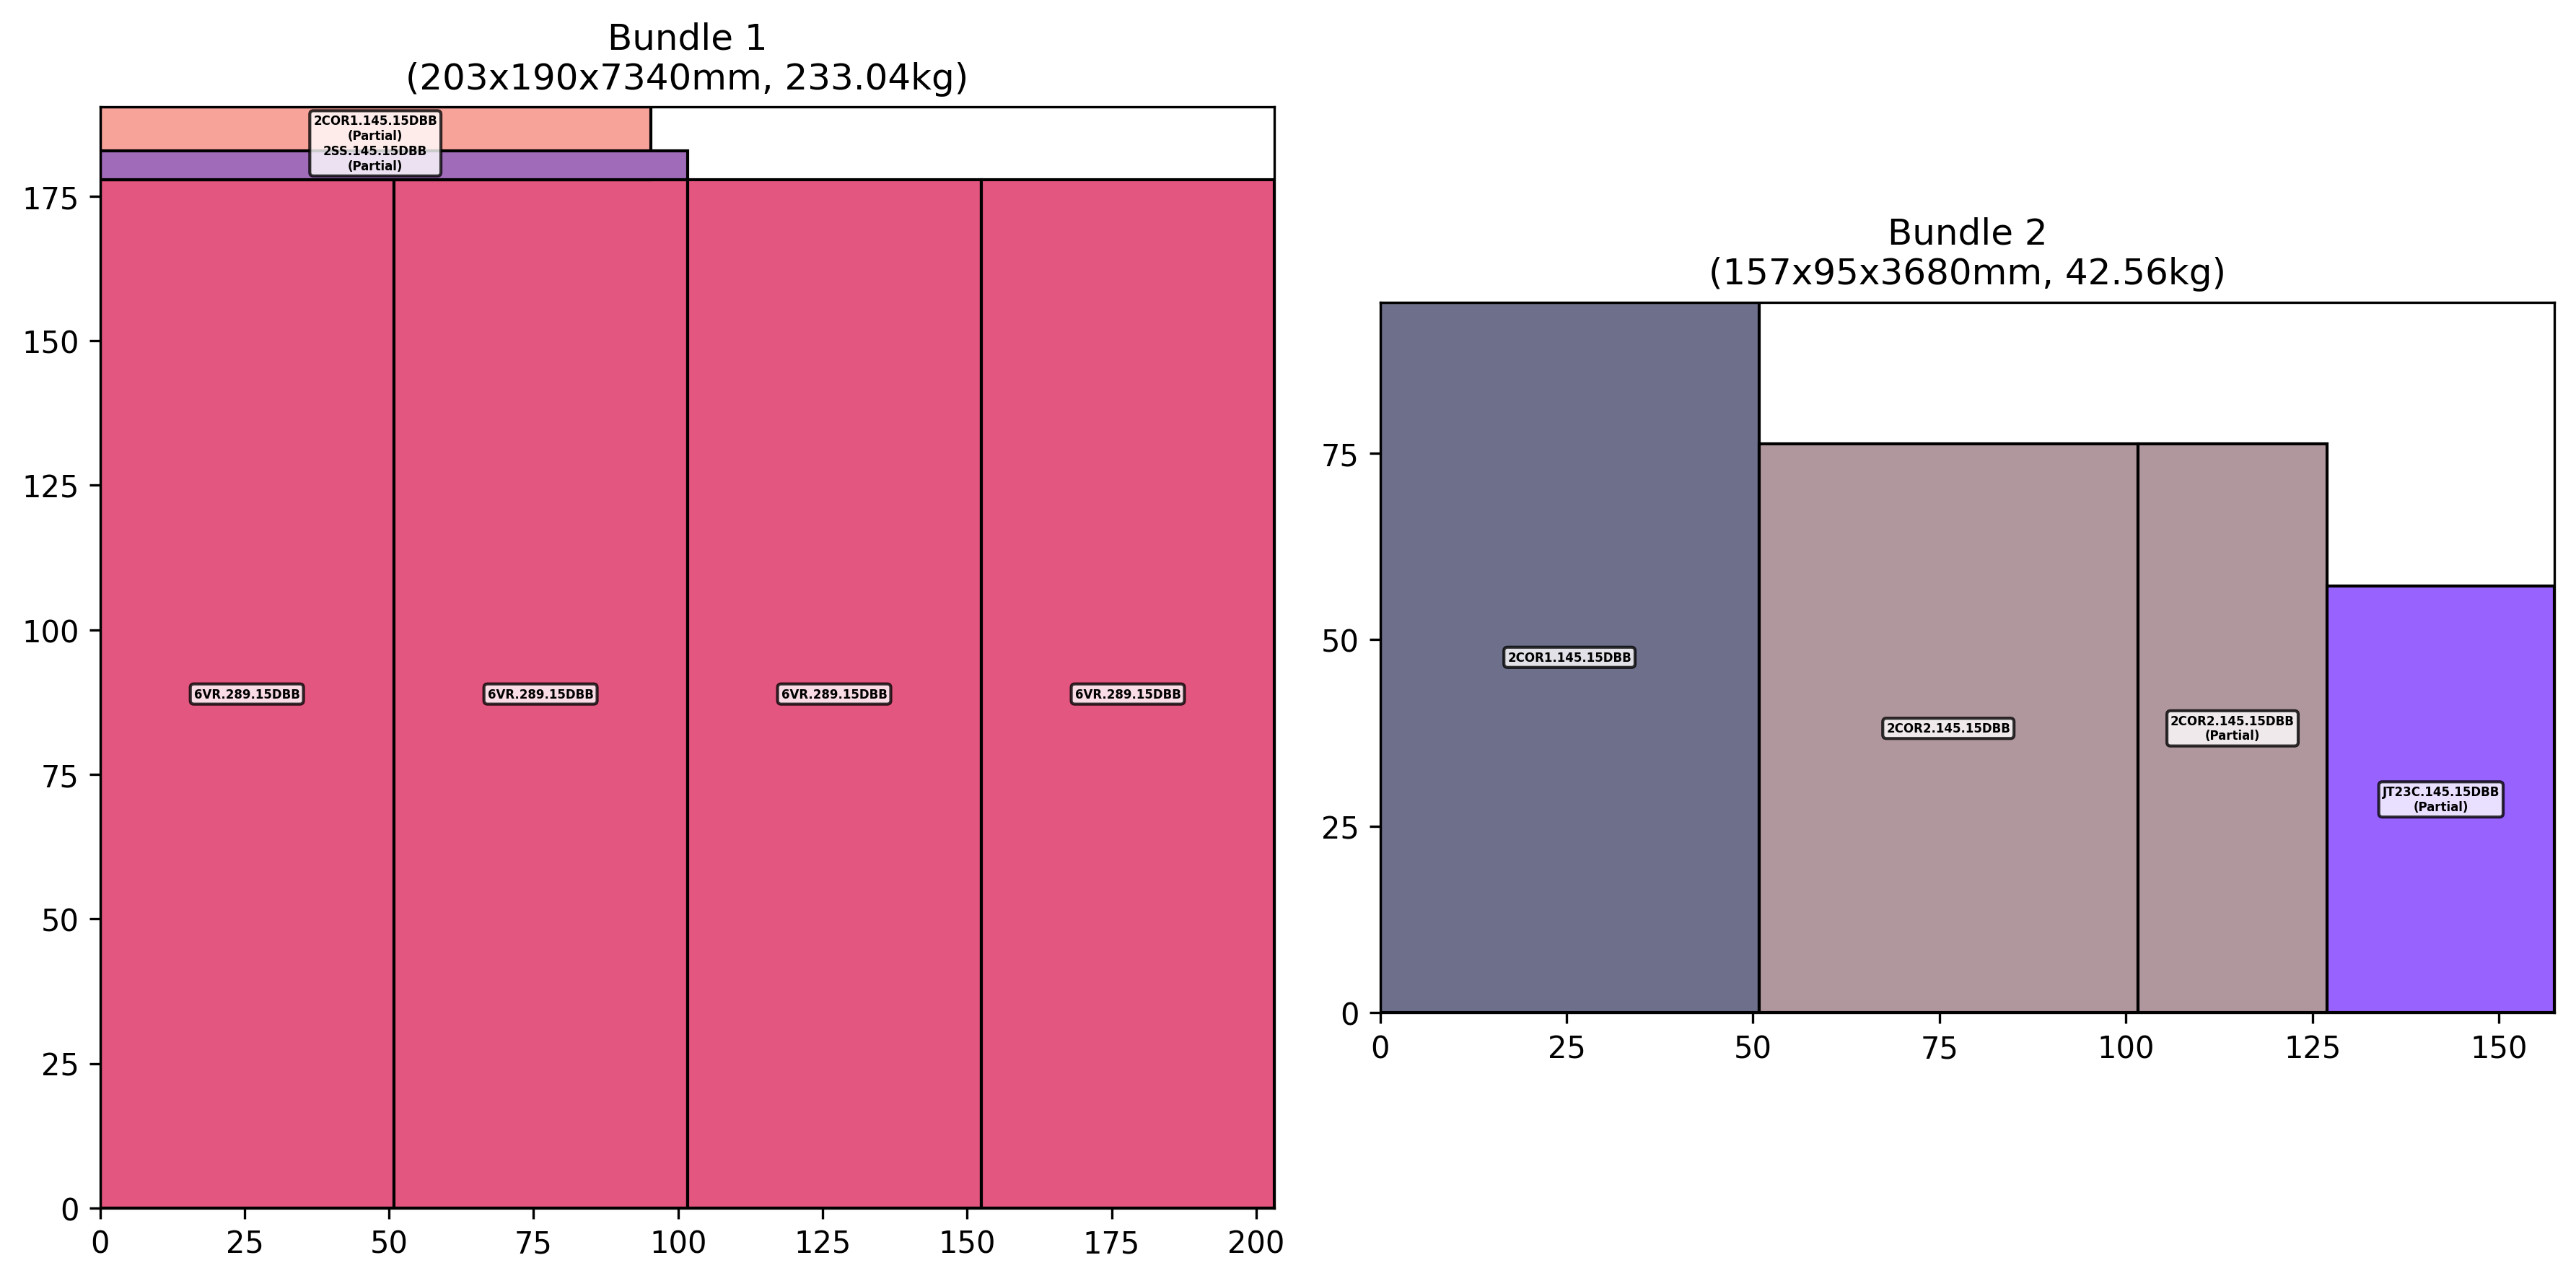 Bundle 1
(203x190x7340mm, 233.04kg)
2COR1.145.15DBB
(Partial)
2SS.145.15DBB
(Partial)
175
150
125
100
75
50
25
0
6VR.289.15DBB
6VR.289.15DBB
6VR.289.15DBB
6VR.289.15DBB
0
25
50
75
100
125
150
175
200
Bundle 2
(157x95x3680mm, 42.56kg)
75
50
25
0
2COR1.145.15DBB
2COR2.145.15DBB
2COR2.145.15DBB
(Partial)
JT23C.145.15DBB
(Partial)
0
25
50
75
100
125
150